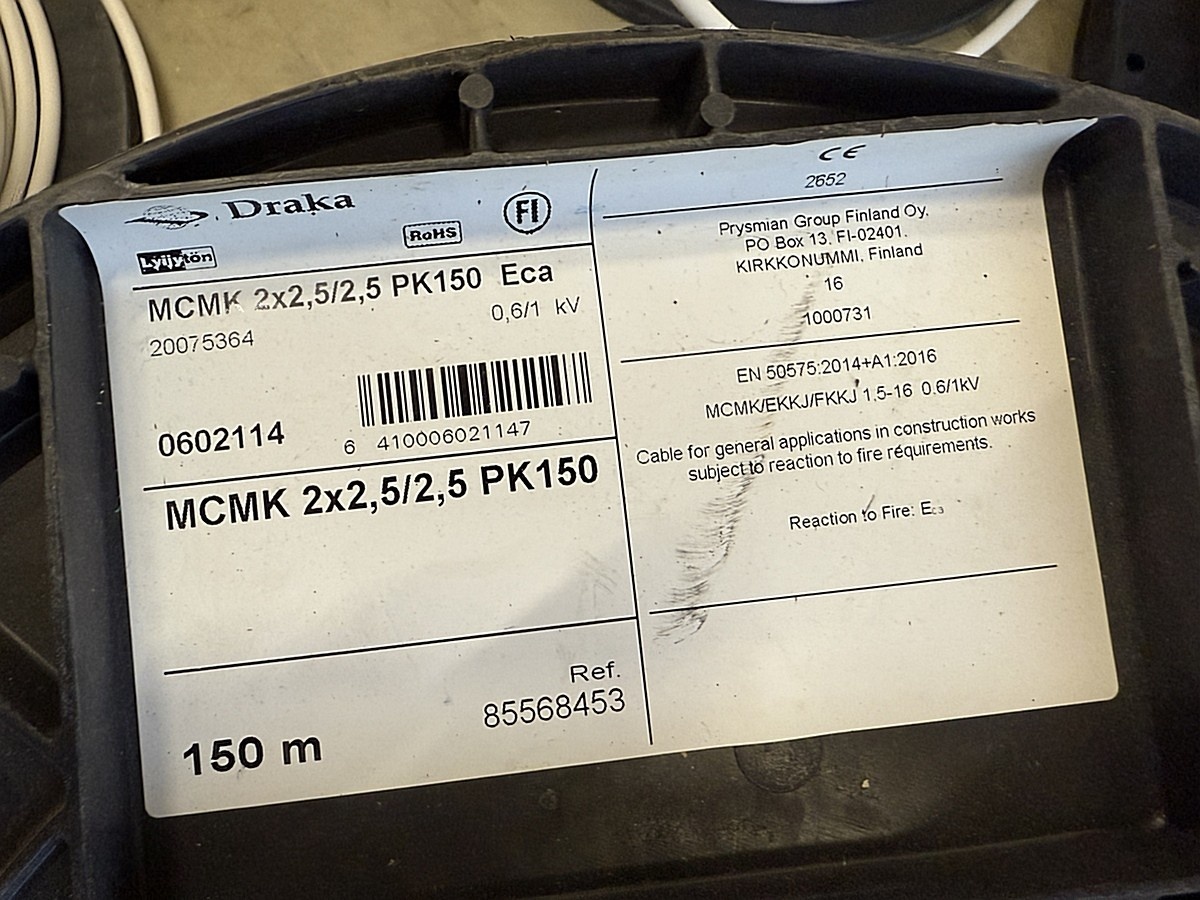 Draka
RoHS
FI
Lyijytön
MCMK 2x2,5/2,5 PK150 Eca
20075364
0,6/1 kV
0602114
6 410006021147
MCMK 2x2,5/2,5 PK150
Ref.
85568453
150 m
CE
2652
Prysmian Group Finland Oy.
PO Box 13, FI-02401.
KIRKKONUMMI. Finland
16
1000731
EN 50575:2014+A1:2016
MCMK/EKKJ/FKKJ 1.5-16 0.6/1kV
Cable for general applications in construction works
subject to reaction to fire requirements.
Reaction to Fire: Eca